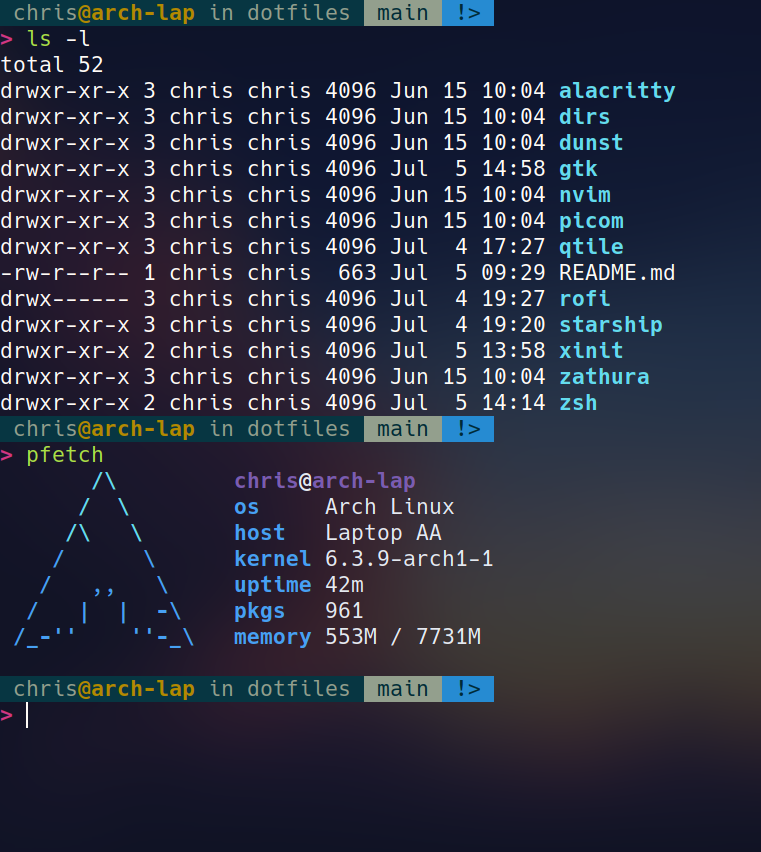 chris@arch-lap in dotfiles  main  !>
> ls -l
total 52
drwxr-xr-x 3 chris chris 4096 Jun 15 10:04 alacritty
drwxr-xr-x 3 chris chris 4096 Jun 15 10:04 dirs
drwxr-xr-x 3 chris chris 4096 Jun 15 10:04 dunst
drwxr-xr-x 3 chris chris 4096 Jul  5 14:58 gtk
drwxr-xr-x 3 chris chris 4096 Jun 15 10:04 nvim
drwxr-xr-x 3 chris chris 4096 Jun 15 10:04 picom
drwxr-xr-x 3 chris chris 4096 Jul  4 17:27 qtile
-rw-r--r-- 1 chris chris  663 Jul  5 09:29 README.md
drwx------ 3 chris chris 4096 Jul  4 19:27 rofi
drwxr-xr-x 3 chris chris 4096 Jul  4 19:20 starship
drwxr-xr-x 2 chris chris 4096 Jul  5 13:58 xinit
drwxr-xr-x 3 chris chris 4096 Jun 15 10:04 zathura
drwxr-xr-x 2 chris chris 4096 Jul  5 14:14 zsh
chris@arch-lap in dotfiles  main  !>
> pfetch
       /\         chris@arch-lap
      /  \        os     Arch Linux
     /\   \       host   Laptop AA
    /      \      kernel 6.3.9-arch1-1
   /   ,,   \     uptime 42m
  /   |  |  -\    pkgs   961
 /_-''    ''-_\   memory 553M / 7731M
chris@arch-lap in dotfiles  main  !>
>